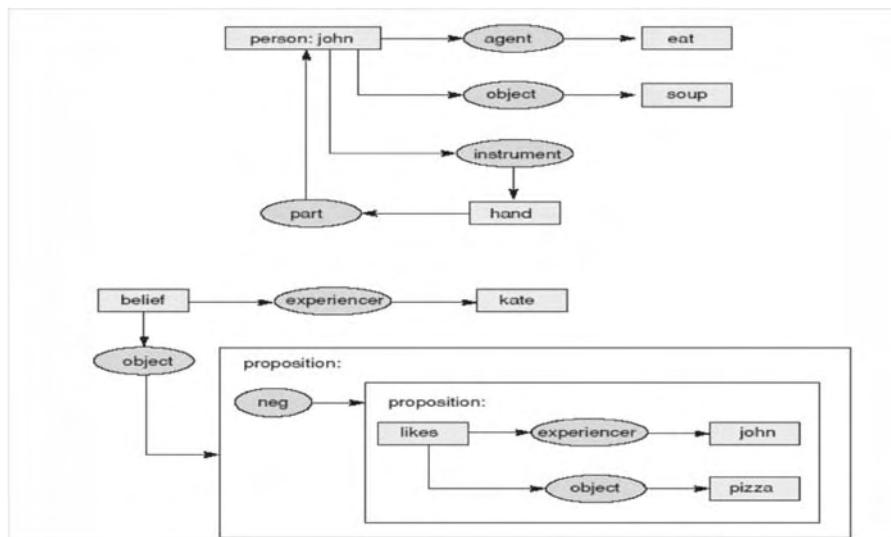 person: john agent eat
object soup
instrument
part hand
belief experiencer kate
object
proposition:
neg
proposition:
likes experiencer john
object pizza